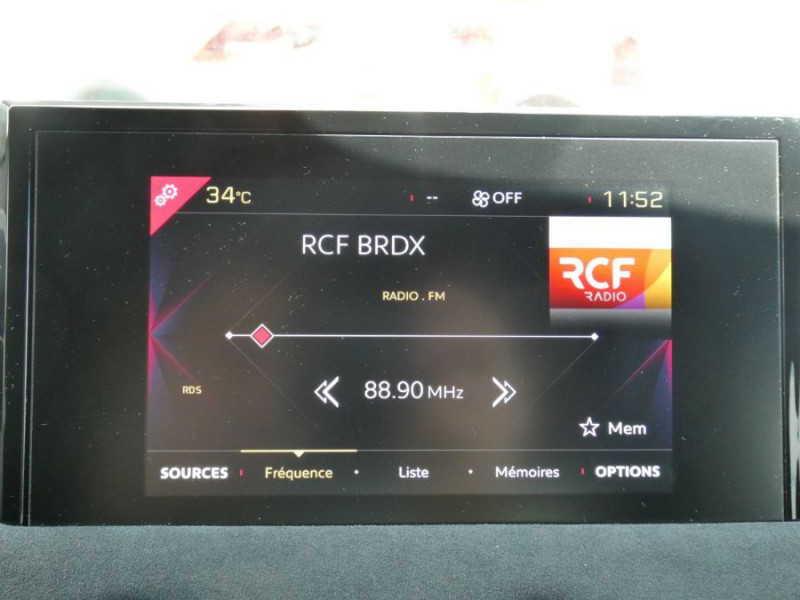 34°C -- OFF 11:52
RCF BRDX
RCF
RADIO
RADIO . FM
RDS
88.90 MHz
Mem
SOURCES Fréquence Liste Mémoires OPTIONS